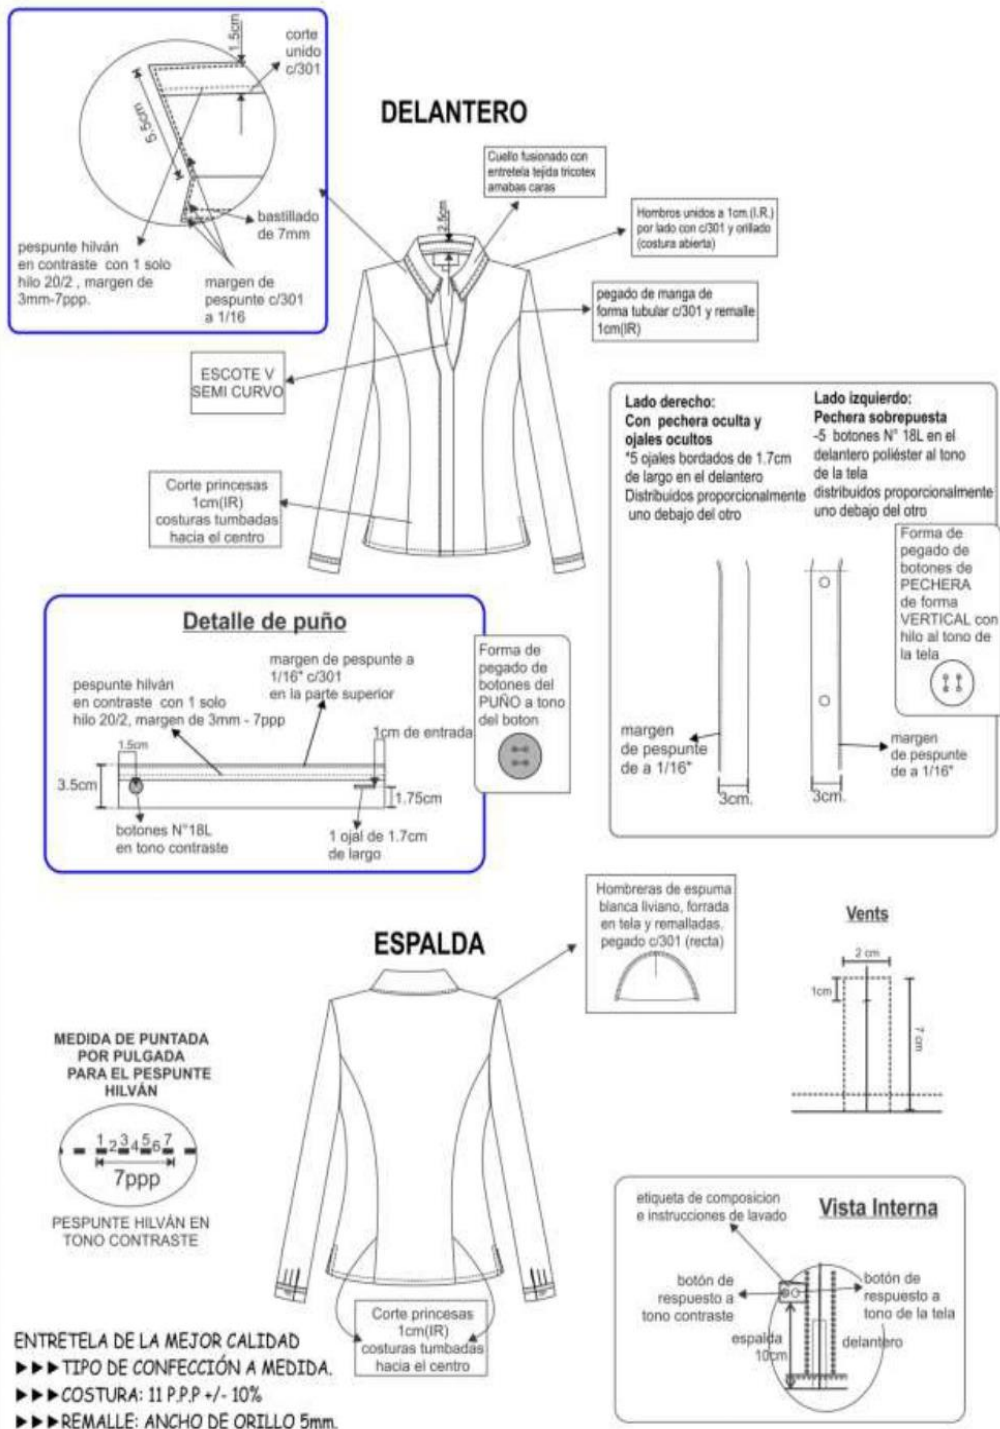 1.5cm
corte
unido
c/301
5.5cm
bastillado
de 7mm
pespunte hilván
en contraste con 1 solo
hilo 20/2 , margen de
3mm-7ppp.
margen de
pespunte c/301
a 1/16
DELANTERO
Cuello fusionado con
entretela tejida tricotex
amabas caras
2.5cm
Hombros unidos a 1cm.(I.R.)
por lado con c/301 y orillado
(costura abierta)
pegado de manga de
forma tubular c/301 y remalle
1cm(IR)
ESCOTE V
SEMI CURVO
Corte princesas
1cm(IR)
costuras tumbadas
hacia el centro
Lado derecho:
Con pechera oculta y
ojales ocultos
*5 ojales bordados de 1.7cm
de largo en el delantero
Distribuidos proporcionalmente
uno debajo del otro
Lado izquierdo:
Pechera sobrepuesta
-5 botones N° 18L en el
delantero poliéster al tono
de la tela
distribuidos proporcionalmente
uno debajo del otro
Forma de
pegado de
botones de
PECHERA
de forma
VERTICAL con
hilo al tono de
la tela
margen
de pespunte
de a 1/16"
3cm.
3cm.
margen
de pespunte
de a 1/16"
Detalle de puño
pespunte hilván
en contraste con 1 solo
hilo 20/2, margen de 3mm - 7ppp
margen de pespunte a
1/16" c/301
en la parte superior
1cm de entrada
1.5cm
3.5cm
1.75cm
botones N°18L
en tono contraste
1 ojal de 1.7cm
de largo
Forma de
pegado de
botones del
PUÑO a tono
del boton
ESPALDA
Hombreras de espuma
blanca liviano, forrada
en tela y remalladas.
pegado c/301 (recta)
Vents
2 cm
1cm
7 cm
MEDIDA DE PUNTADA
POR PULGADA
PARA EL PESPUNTE
HILVÁN
1 2 3 4 5 6 7
7ppp
PESPUNTE HILVÁN EN
TONO CONTRASTE
Corte princesas
1cm(IR)
costuras tumbadas
hacia el centro
etiqueta de composicion
e instrucciones de lavado
Vista Interna
botón de
respuesto a
tono contraste
botón de
respuesto a
tono de la tela
espalda
10cm
delantero
ENTRETELA DE LA MEJOR CALIDAD
►►►TIPO DE CONFECCIÓN A MEDIDA.
►►►COSTURA: 11 P.P.P +/- 10%
►►►REMALLE: ANCHO DE ORILLO 5mm.